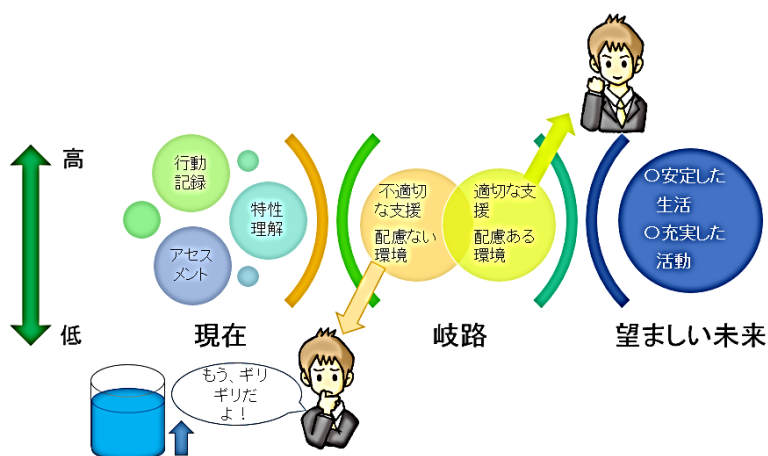 高
低
行動
記録
特性
理解
アセス
メント
現在
不適切
な支援
配慮ない
環境
適切な支
援
配慮ある
環境
岐路
〇安定した
生活
〇充実した
活動
望ましい未来
もう、ギリ
ギリだ
よ！